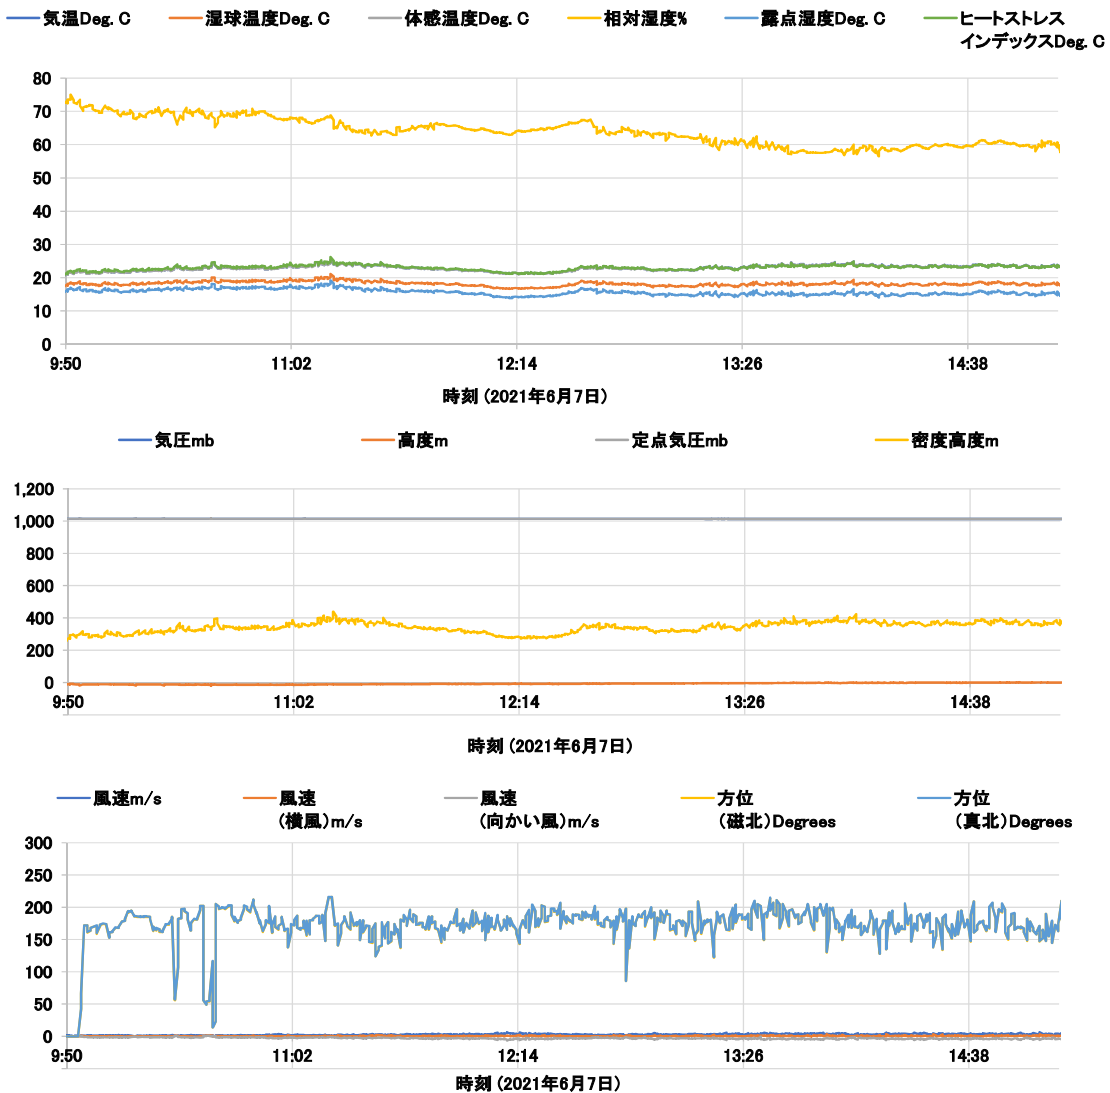 気温Deg. C 湿球温度Deg. C 体感温度Deg. C 相対湿度% 露点湿度Deg. C ヒートストレス
インデックスDeg. C
80
70
60
50
40
30
20
10
0
9:50 11:02 12:14 13:26 14:38
時刻 (2021年6月7日)
気圧mb 高度m 定点気圧mb 密度高度m
1,200
1,000
800
600
400
200
0
9:50 11:02 12:14 13:26 14:38
時刻 (2021年6月7日)
風速m/s 風速 風速 方位 方位
(横風)m/s (向かい風)m/s (磁北)Degrees (真北)Degrees
300
250
200
150
100
50
0
9:50 11:02 12:14 13:26 14:38
時刻 (2021年6月7日)